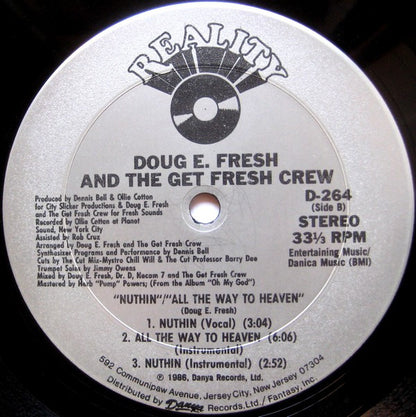 REALITY
DOUG E. FRESH
AND THE GET FRESH CREW
Produced by Dennis Bell & Ollie Cotton
for City Slicker Productions & Doug E. Fresh
and The Get Fresh Crew for Fresh Sounds
Recorded by Ollie Cotton at Planet
Sound, New York City
Assisted by Rob Cruz
Arranged by Doug E. Fresh and The Get Fresh Crew
Synthesizer Programs and Performance by Dennis Bell
Cuts by The Cut Mix-Mystro Chill Will & The Cut Professor Barry Dee
Trumpet Solos by Jimmy Owens
Mixed by Doug E. Fresh, Dr. D, Kecam 7 and The Get Fresh Crew
Mastered by Herb "Pump" Powers; (From the Album "Oh My God")
D-264
(Side B)
STEREO
33⅓ RPM
Entertaining Music/
Danica Music (BMI)
"NUTHIN"/"ALL THE WAY TO HEAVEN"
(Doug E. Fresh)
1. NUTHIN (Vocal) (3:04)
2. ALL THE WAY TO HEAVEN (6:06)
(Instrumental)
3. NUTHIN (Instrumental) (2:52)
℗ 1986, Danya Records, Ltd.
592 Communipaw Avenue, Jersey City, New Jersey 07304
Distributed by Danya Records, Ltd./Fantasy, Inc.